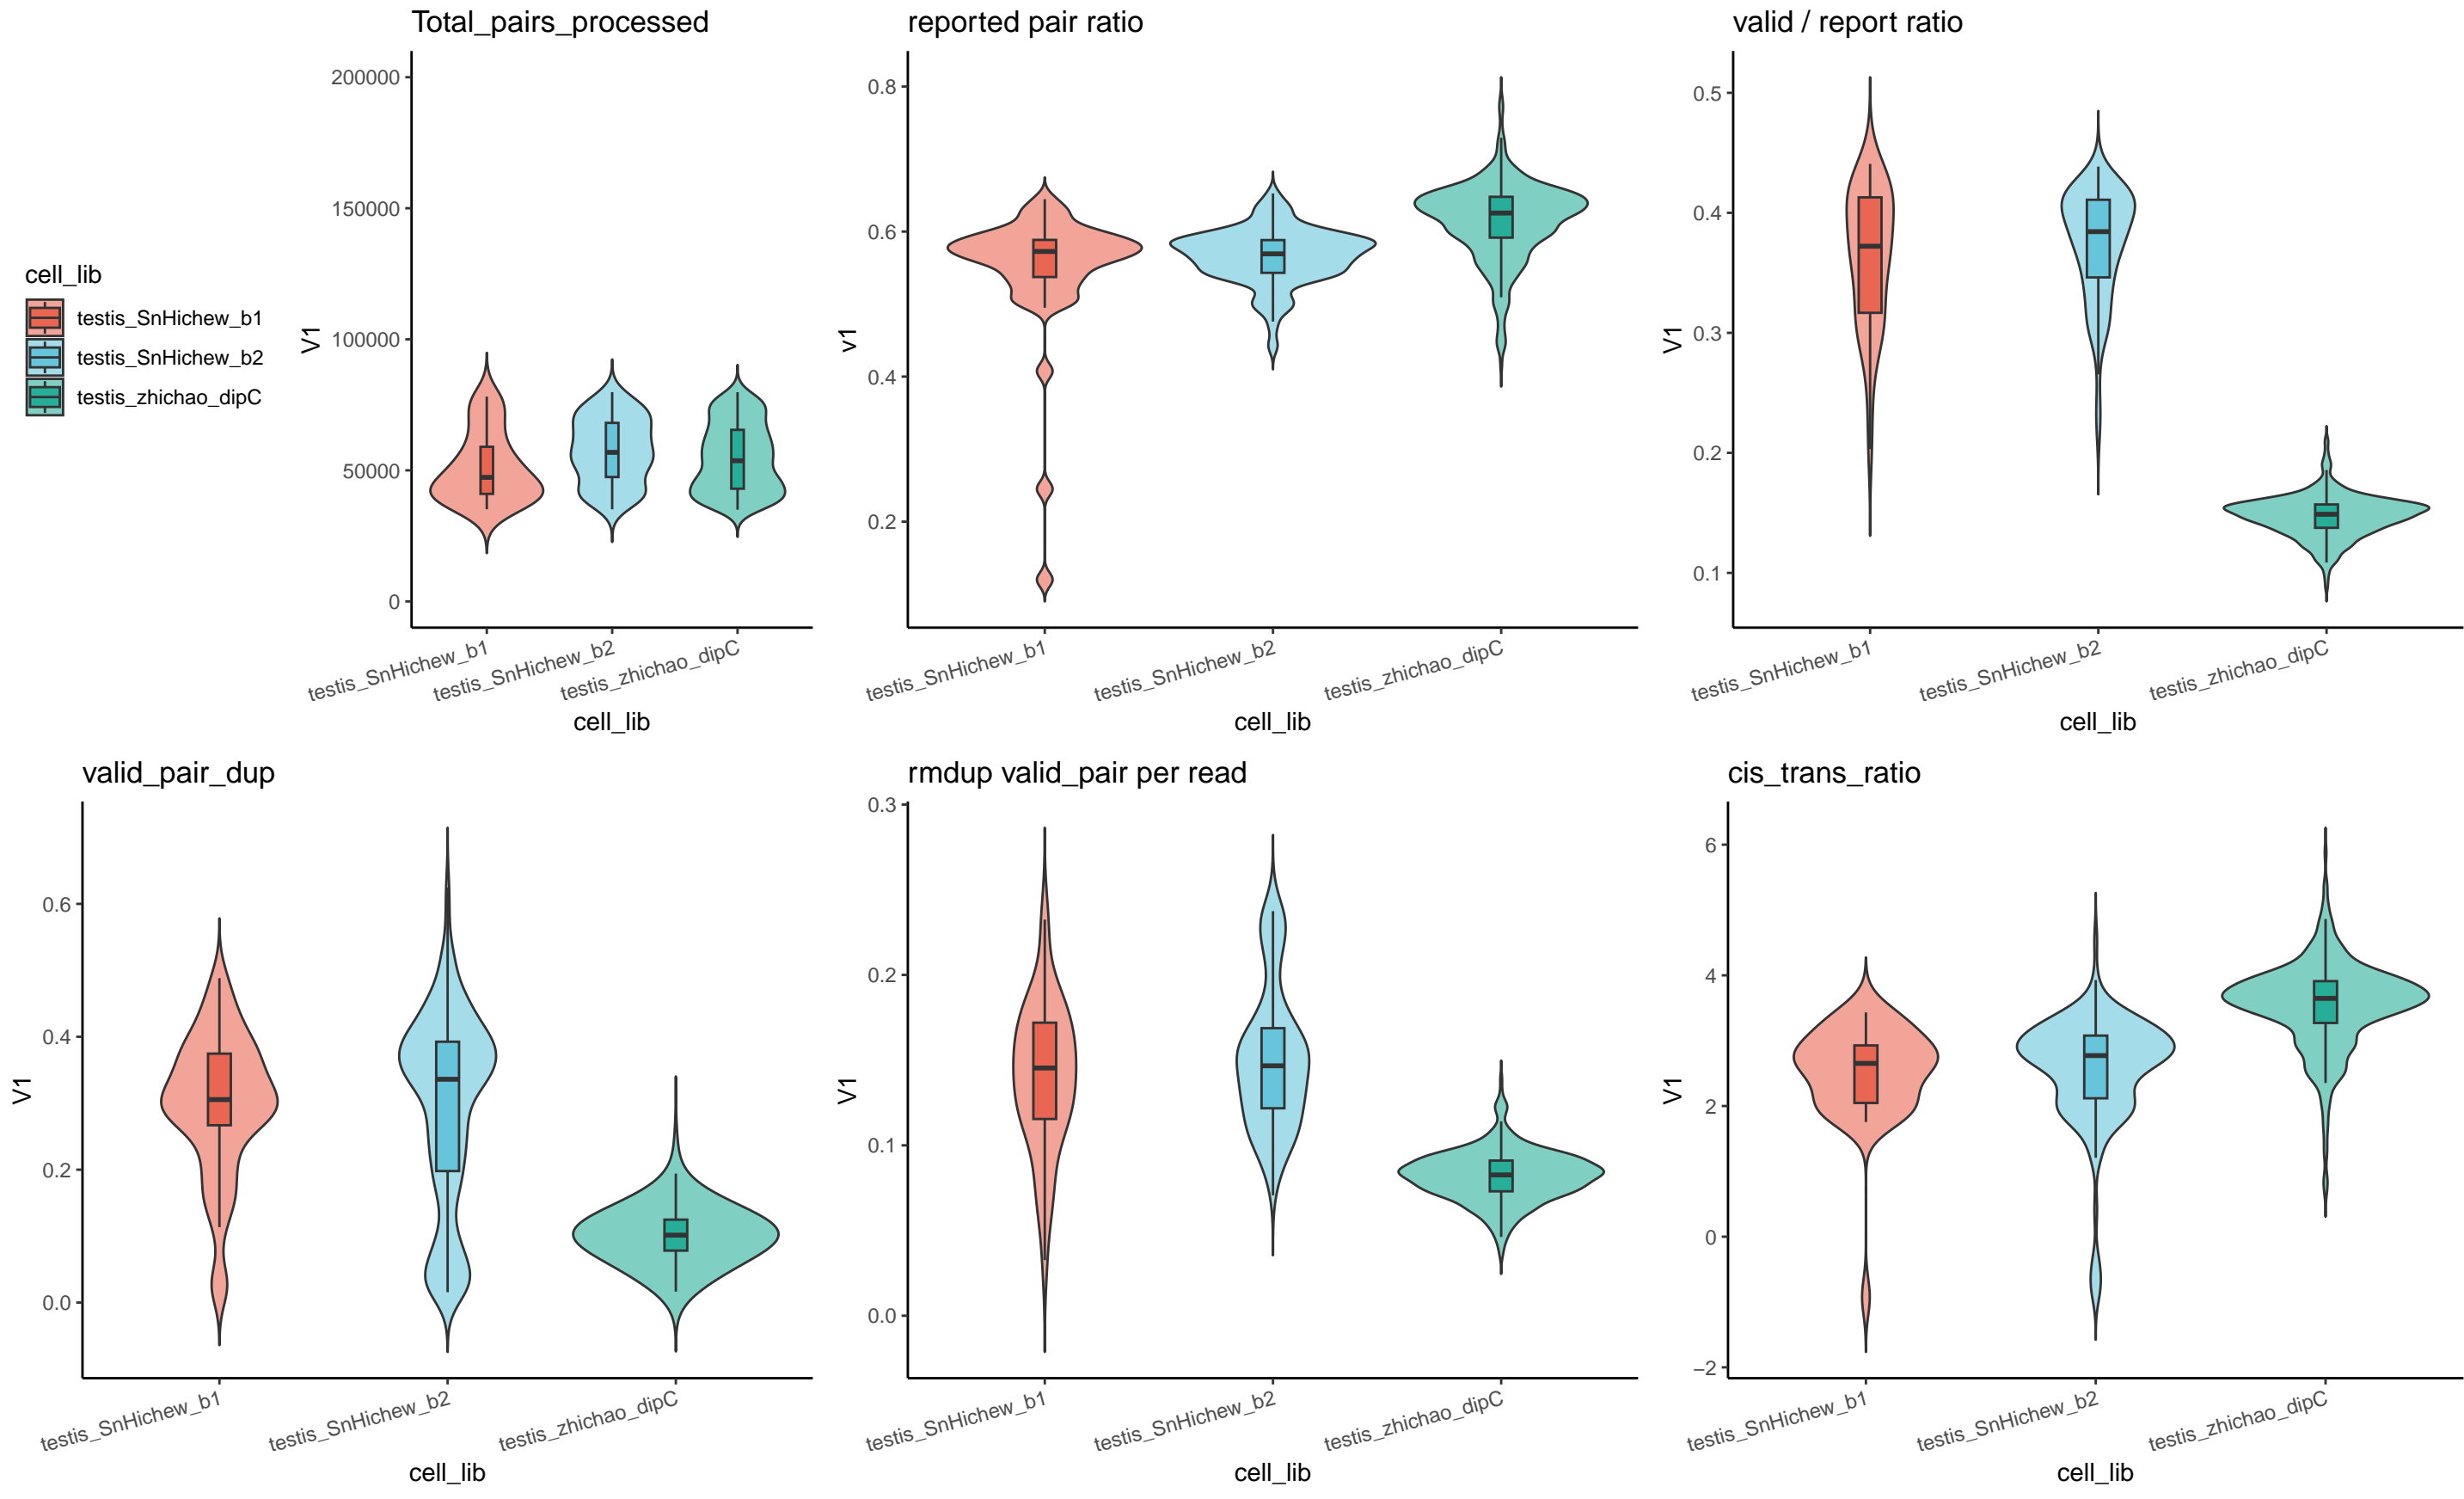 Total_pairs_processed
200000
150000
100000
50000
0
V1
testis_SnHichew_b1
testis_SnHichew_b2
testis_zhichao_dipC
cell_lib
cell_lib
testis_SnHichew_b1
testis_SnHichew_b2
testis_zhichao_dipC
reported pair ratio
0.8
0.6
0.4
0.2
v1
testis_SnHichew_b1
testis_SnHichew_b2
testis_zhichao_dipC
cell_lib
valid / report ratio
0.5
0.4
0.3
0.2
0.1
V1
testis_SnHichew_b1
testis_SnHichew_b2
testis_zhichao_dipC
cell_lib
valid_pair_dup
0.6
0.4
0.2
0.0
V1
testis_SnHichew_b1
testis_SnHichew_b2
testis_zhichao_dipC
cell_lib
rmdup valid_pair per read
0.3
0.2
0.1
0.0
V1
testis_SnHichew_b1
testis_SnHichew_b2
testis_zhichao_dipC
cell_lib
cis_trans_ratio
6
4
2
0
−2
V1
testis_SnHichew_b1
testis_SnHichew_b2
testis_zhichao_dipC
cell_lib